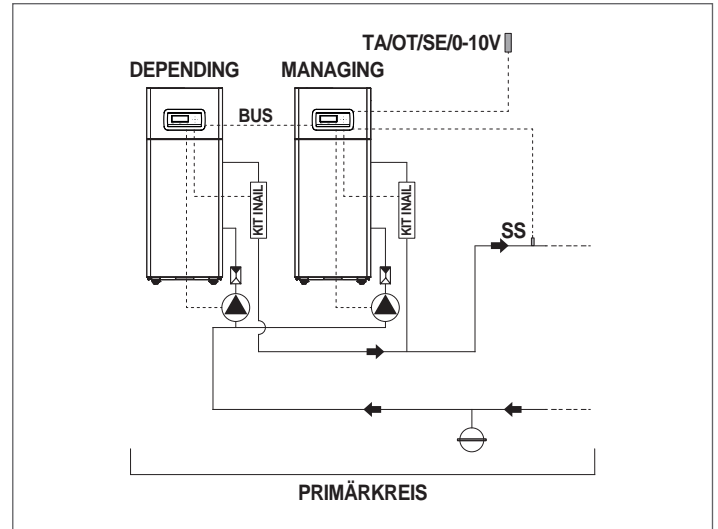 TA/OT/SE/0-10V
DEPENDING
MANAGING
BUS
KIT INAIL
KIT INAIL
SS
PRIMÄRKREIS